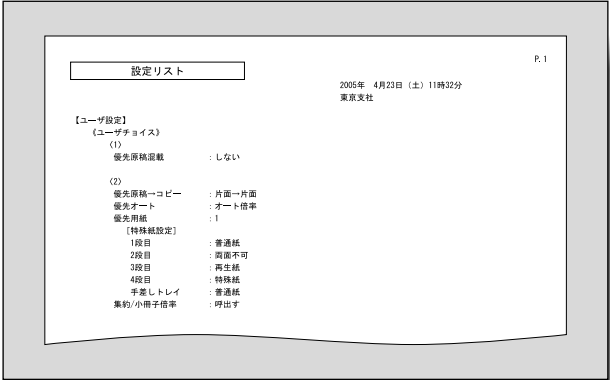 P.1
設定リスト
2005年 4月23日（土）11時32分
東京支社
【ユーザ設定】
《ユーザチョイス》
(1)
優先原稿混載 : しない
(2)
優先原稿→コピー : 片面→片面
優先オート : オート倍率
優先用紙 : 1
[特殊紙設定]
1段目 : 普通紙
2段目 : 両面不可
3段目 : 再生紙
4段目 : 特殊紙
手差しトレイ : 普通紙
集約/小冊子倍率 : 呼出す